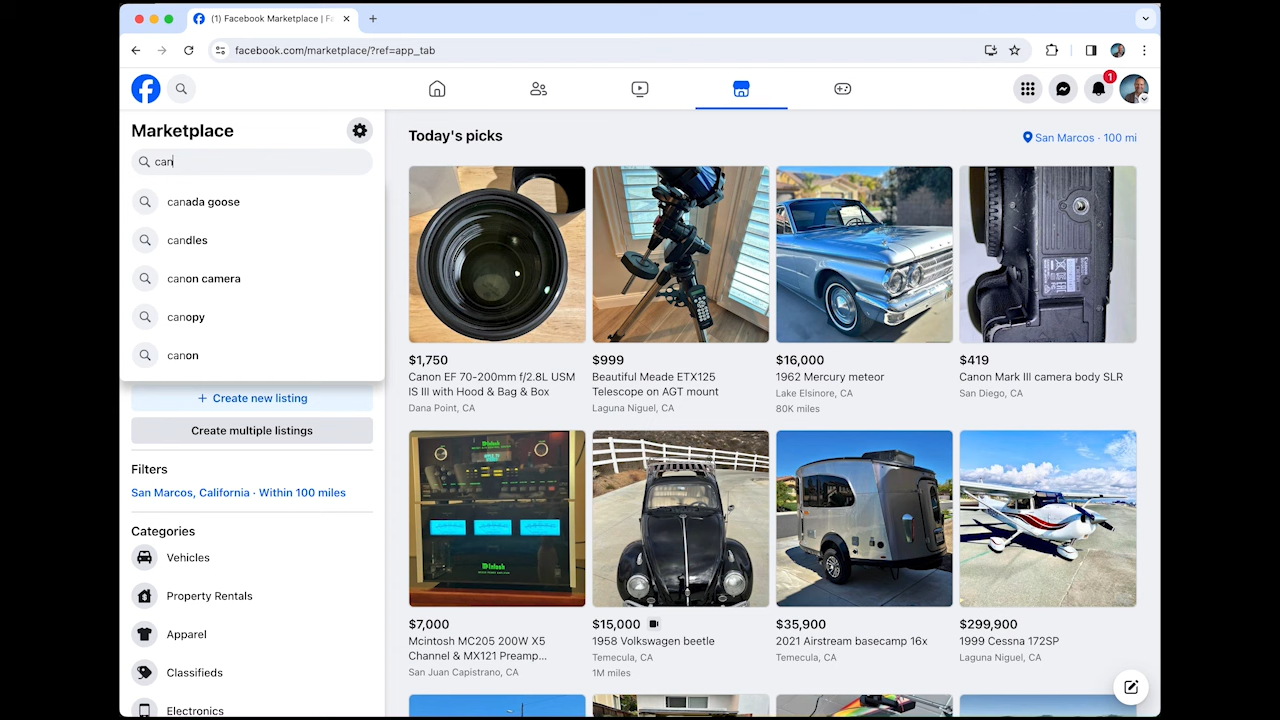 (1) Facebook Marketplace | Fa
facebook.com/marketplace/?ref=app_tab
1
Marketplace
can
canada goose
candles
canon camera
canopy
canon
+ Create new listing
Create multiple listings
Filters
San Marcos, California · Within 100 miles
Categories
Vehicles
Property Rentals
Apparel
Classifieds
Electronics
Today's picks
San Marcos · 100 mi
$1,750
Canon EF 70-200mm f/2.8L USM
IS III with Hood & Bag & Box
Dana Point, CA
$999
Beautiful Meade ETX125
Telescope on AGT mount
Laguna Niguel, CA
$16,000
1962 Mercury meteor
Lake Elsinore, CA
80K miles
$419
Canon Mark III camera body SLR
San Diego, CA
$7,000
Mcintosh MC205 200W X5
Channel & MX121 Preamp...
San Juan Capistrano, CA
$15,000
1958 Volkswagen beetle
Temecula, CA
1M miles
$35,900
2021 Airstream basecamp 16x
Temecula, CA
$299,900
1999 Cessna 172SP
Laguna Niguel, CA